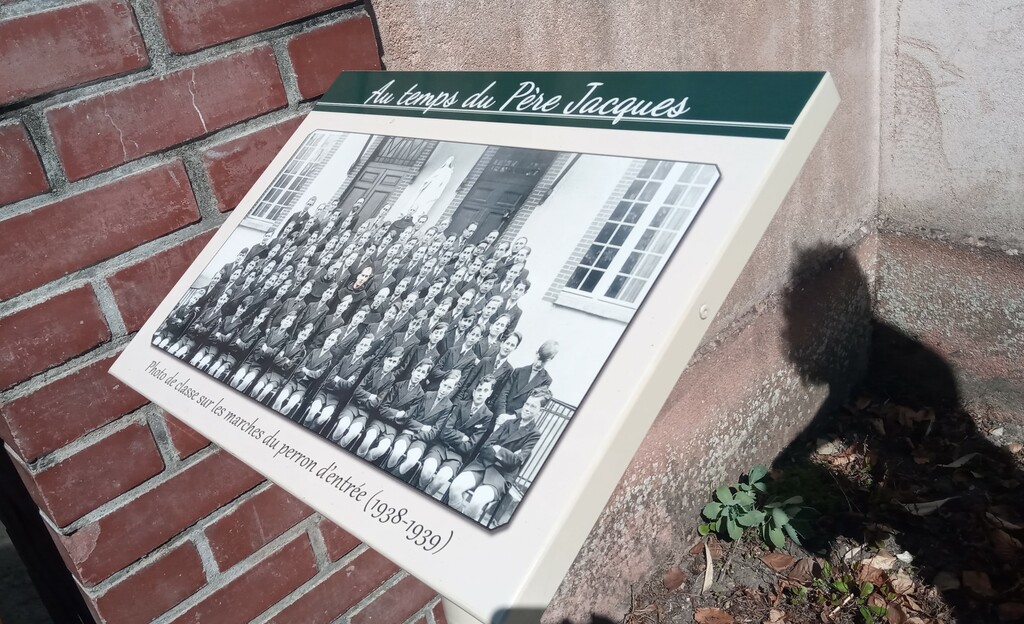 Au temps du Père Jacques
Photo de classe sur les marches du perron d'entrée (1938-1939)